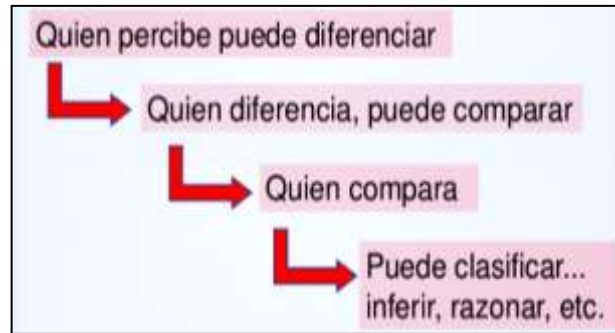 Quien percibe puede diferenciar
Quien diferencia, puede comparar
Quien compara
Puede clasificar...
inferir, razonar, etc.